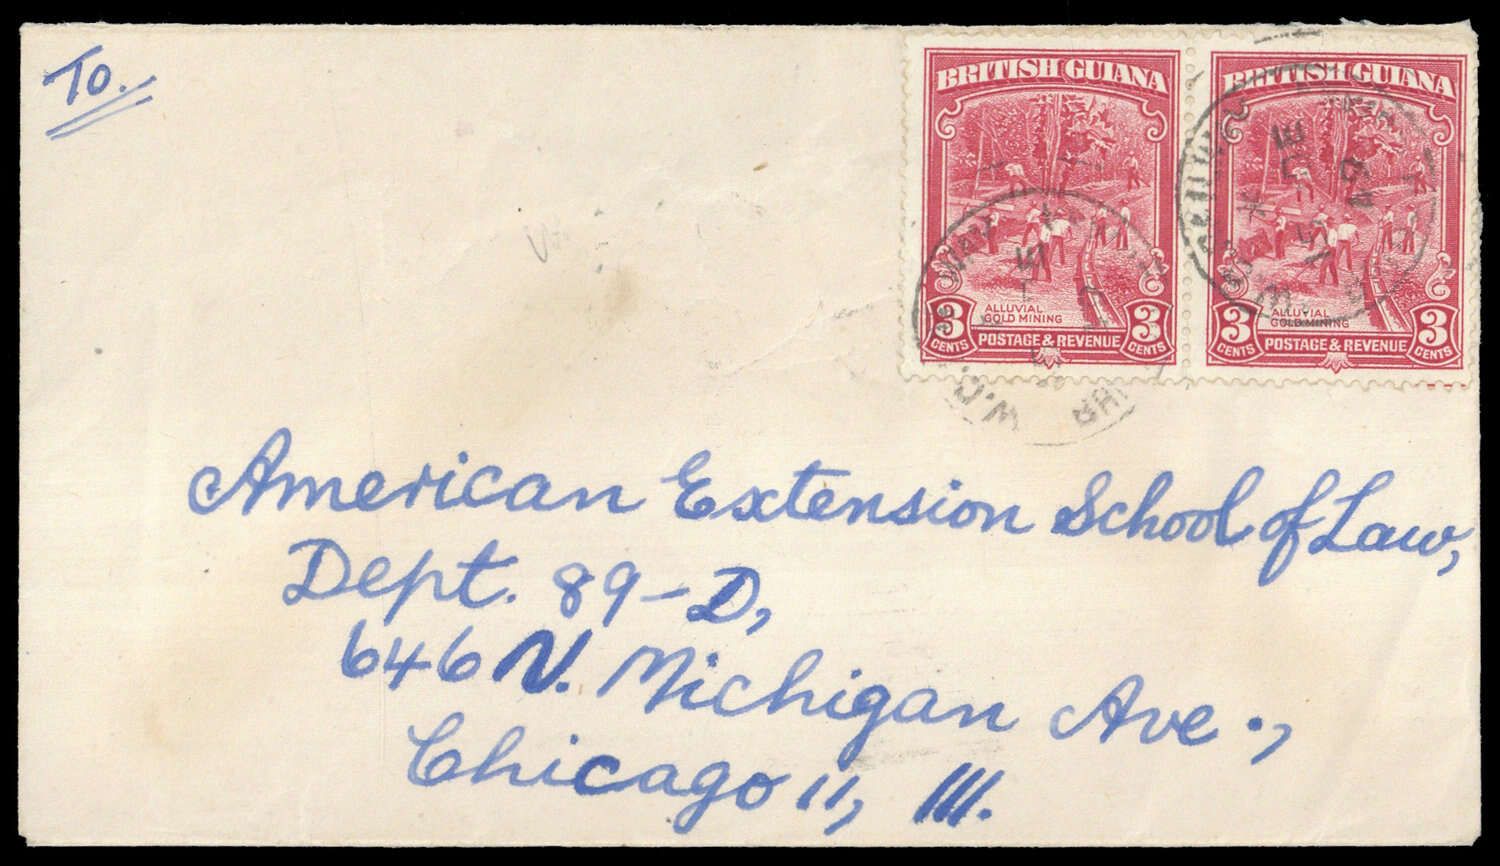 To.
BRITISH GUIANA
ALLUVIAL
GOLD MINING
3 CENTS
POSTAGE & REVENUE
3 CENTS
BRITISH GUIANA
ALLUVIAL
GOLD MINING
3 CENTS
POSTAGE & REVENUE
3 CENTS
W.C.
American Extension School of Law,
Dept. 89-D,
646 N. Michigan Ave.,
Chicago 11, Ill.